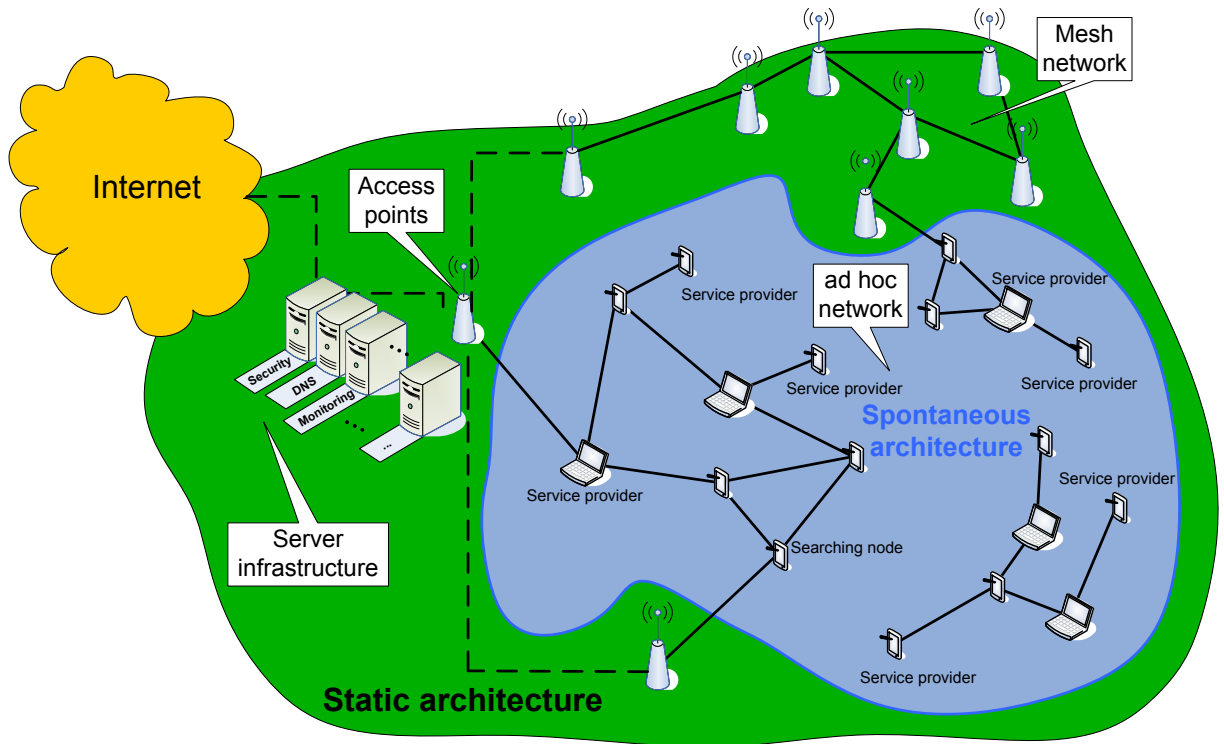 Mesh
network
Internet
Access
points
Service provider
Service provider
ad hoc
network
Service provider
Service provider
Security
DNS
Monitoring
...
...
...
Spontaneous
architecture
Service provider
Service provider
Server
infrastructure
Searching node
Service provider
Static architecture